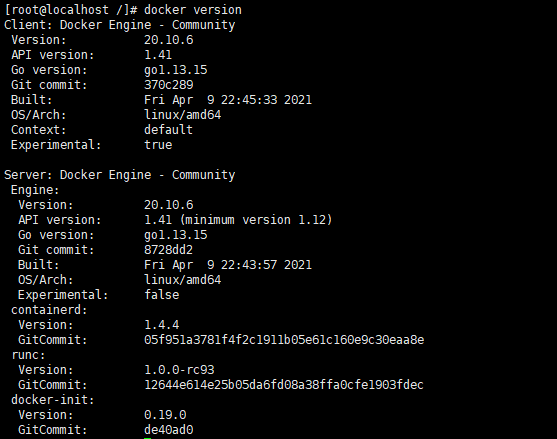 [root@localhost /]# docker version
Client: Docker Engine - Community
 Version:           20.10.6
 API version:       1.41
 Go version:        go1.13.15
 Git commit:        370c289
 Built:             Fri Apr  9 22:45:33 2021
 OS/Arch:           linux/amd64
 Context:           default
 Experimental:      true

Server: Docker Engine - Community
 Engine:
  Version:          20.10.6
  API version:      1.41 (minimum version 1.12)
  Go version:       go1.13.15
  Git commit:       8728dd2
  Built:            Fri Apr  9 22:43:57 2021
  OS/Arch:          linux/amd64
  Experimental:     false
 containerd:
  Version:          1.4.4
  GitCommit:        05f951a3781f4f2c1911b05e61c160e9c30eaa8e
 runc:
  Version:          1.0.0-rc93
  GitCommit:        12644e614e25b05da6fd08a38ffa0cfe1903fdec
 docker-init:
  Version:          0.19.0
  GitCommit:        de40ad0